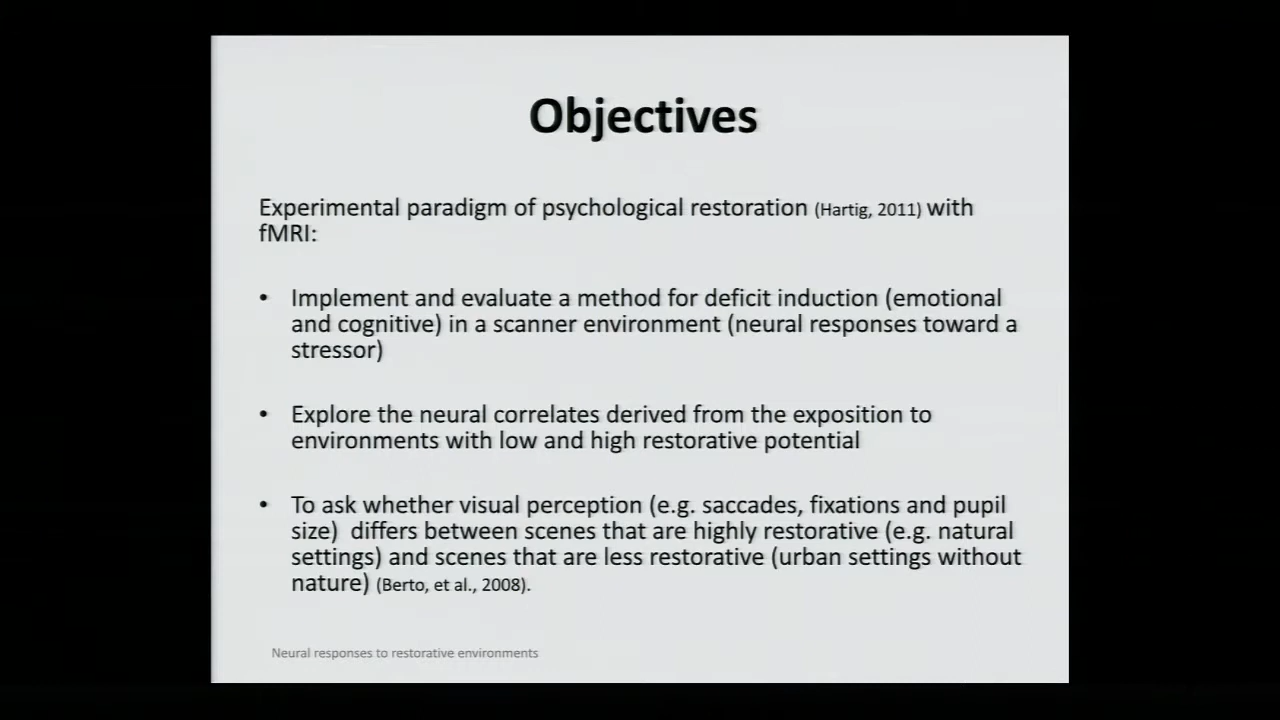 Objectives
Experimental paradigm of psychological restoration (Hartig, 2011) with
fMRI:
• Implement and evaluate a method for deficit induction (emotional
and cognitive) in a scanner environment (neural responses toward a
stressor)
• Explore the neural correlates derived from the exposition to
environments with low and high restorative potential
• To ask whether visual perception (e.g. saccades, fixations and pupil
size)  differs between scenes that are highly restorative (e.g. natural
settings) and scenes that are less restorative (urban settings without
nature) (Berto, et al., 2008).
Neural responses to restorative environments